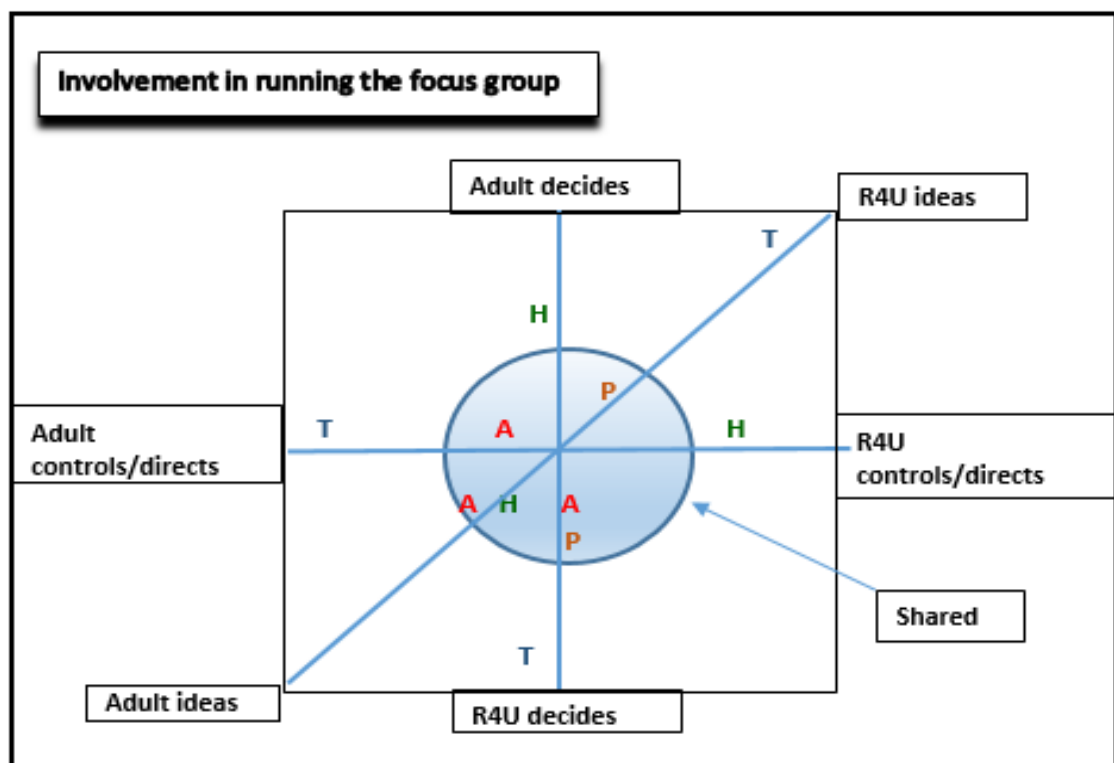 Involvement in running the focus group
Adult decides
R4U ideas
T
H
P
Adult
controls/directs
T
A
H
R4U
controls/directs
A
H
A
P
Shared
T
Adult ideas
R4U decides